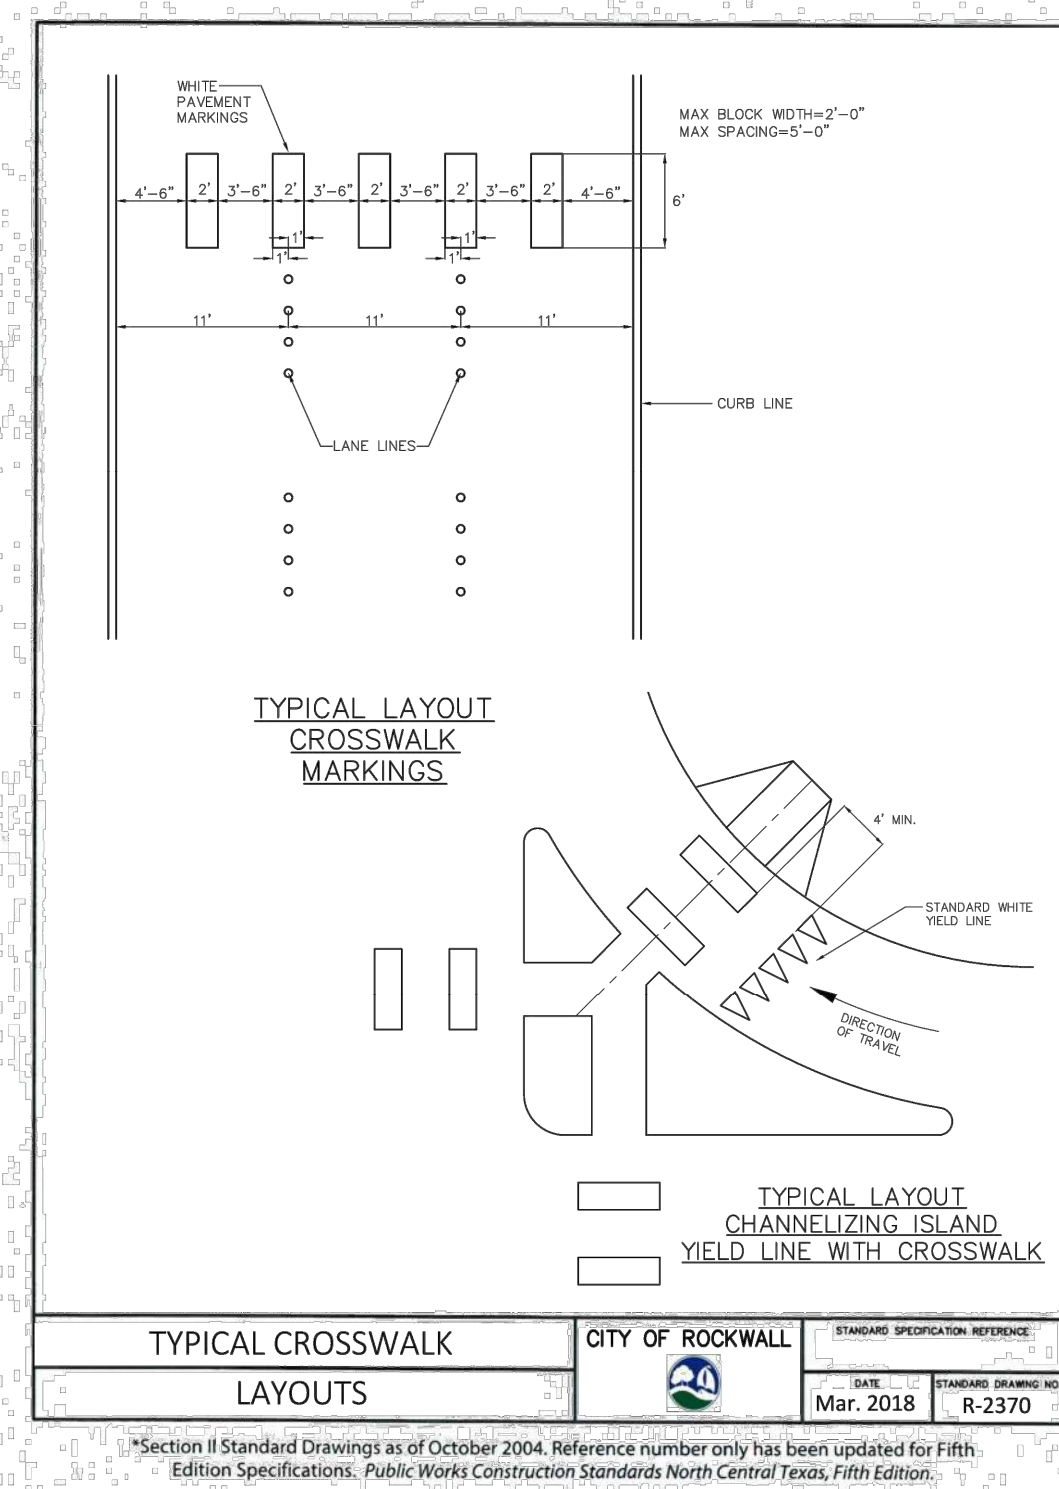 WHITE
PAVEMENT
MARKINGS
MAX BLOCK WIDTH=2'-0"
MAX SPACING=5'-0"
4'-6" 2' 3'-6" 2' 3'-6" 2' 3'-6" 2' 3'-6" 2' 4'-6"
6'
1' 1'
1' 1'
11' 11' 11'
CURB LINE
LANE LINES
TYPICAL LAYOUT
CROSSWALK
MARKINGS
4' MIN.
STANDARD WHITE
YIELD LINE
DIRECTION
OF TRAVEL
TYPICAL LAYOUT
CHANNELIZING ISLAND
YIELD LINE WITH CROSSWALK
TYPICAL CROSSWALK
LAYOUTS
CITY OF ROCKWALL
STANDARD SPECIFICATION REFERENCE
DATE
Mar. 2018
STANDARD DRAWING NO
R-2370
*Section II Standard Drawings as of October 2004. Reference number only has been updated for Fifth
Edition Specifications. Public Works Construction Standards North Central Texas, Fifth Edition.